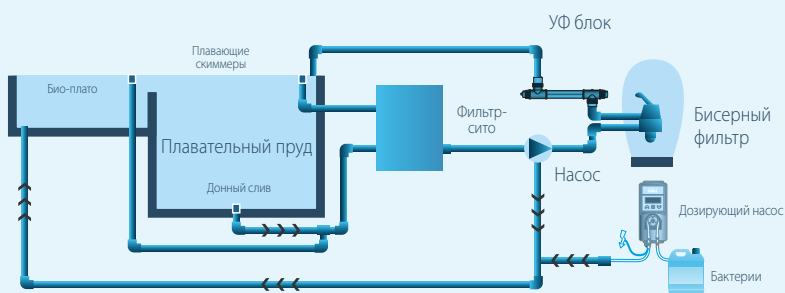 УФ блок
Плавающие
скиммеры
Био-плато
Фильтр-
сито
Бисерный
фильтр
Плавательный пруд
Насос
Донный слив
Дозирующий насос
Бактерии